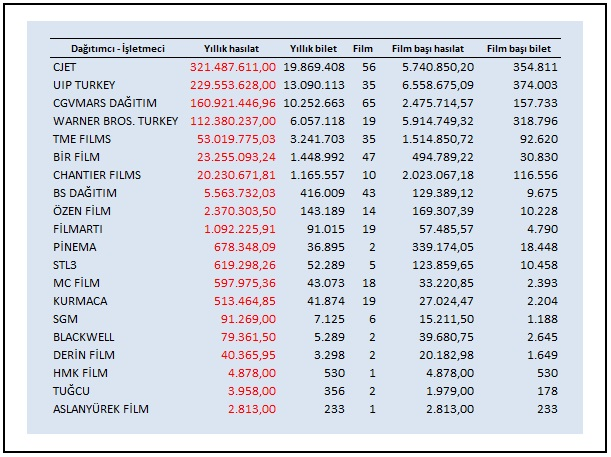 Dağıtımcı - İşletmeci Yıllık hasılat Yıllık bilet Film Film başı hasılat Film başı bilet
CJET 321.487.611,00 19.869.408 56 5.740.850,20 354.811
UIP TURKEY 229.553.628,00 13.090.113 35 6.558.675,09 374.003
CGVMARS DAĞITIM 160.921.446,96 10.252.663 65 2.475.714,57 157.733
WARNER BROS. TURKEY 112.380.237,00 6.057.118 19 5.914.749,32 318.796
TME FILMS 53.019.775,03 3.241.703 35 1.514.850,72 92.620
BİR FİLM 23.255.093,24 1.448.992 47 494.789,22 30.830
CHANTIER FILMS 20.230.671,81 1.165.557 10 2.023.067,18 116.556
BS DAĞITIM 5.563.732,03 416.009 43 129.389,12 9.675
ÖZEN FİLM 2.370.303,50 143.189 14 169.307,39 10.228
FİLMARTI 1.092.225,91 91.015 19 57.485,57 4.790
PİNEMA 678.348,09 36.895 2 339.174,05 18.448
STL3 619.298,26 52.289 5 123.859,65 10.458
MC FİLM 597.975,36 43.073 18 33.220,85 2.393
KURMACA 513.464,85 41.874 19 27.024,47 2.204
SGM 91.269,00 7.125 6 15.211,50 1.188
BLACKWELL 79.361,50 5.289 2 39.680,75 2.645
DERİN FİLM 40.365,95 3.298 2 20.182,98 1.649
HMK FİLM 4.878,00 530 1 4.878,00 530
TUĞCU 3.958,00 356 2 1.979,00 178
ASLANYÜREK FİLM 2.813,00 233 1 2.813,00 233